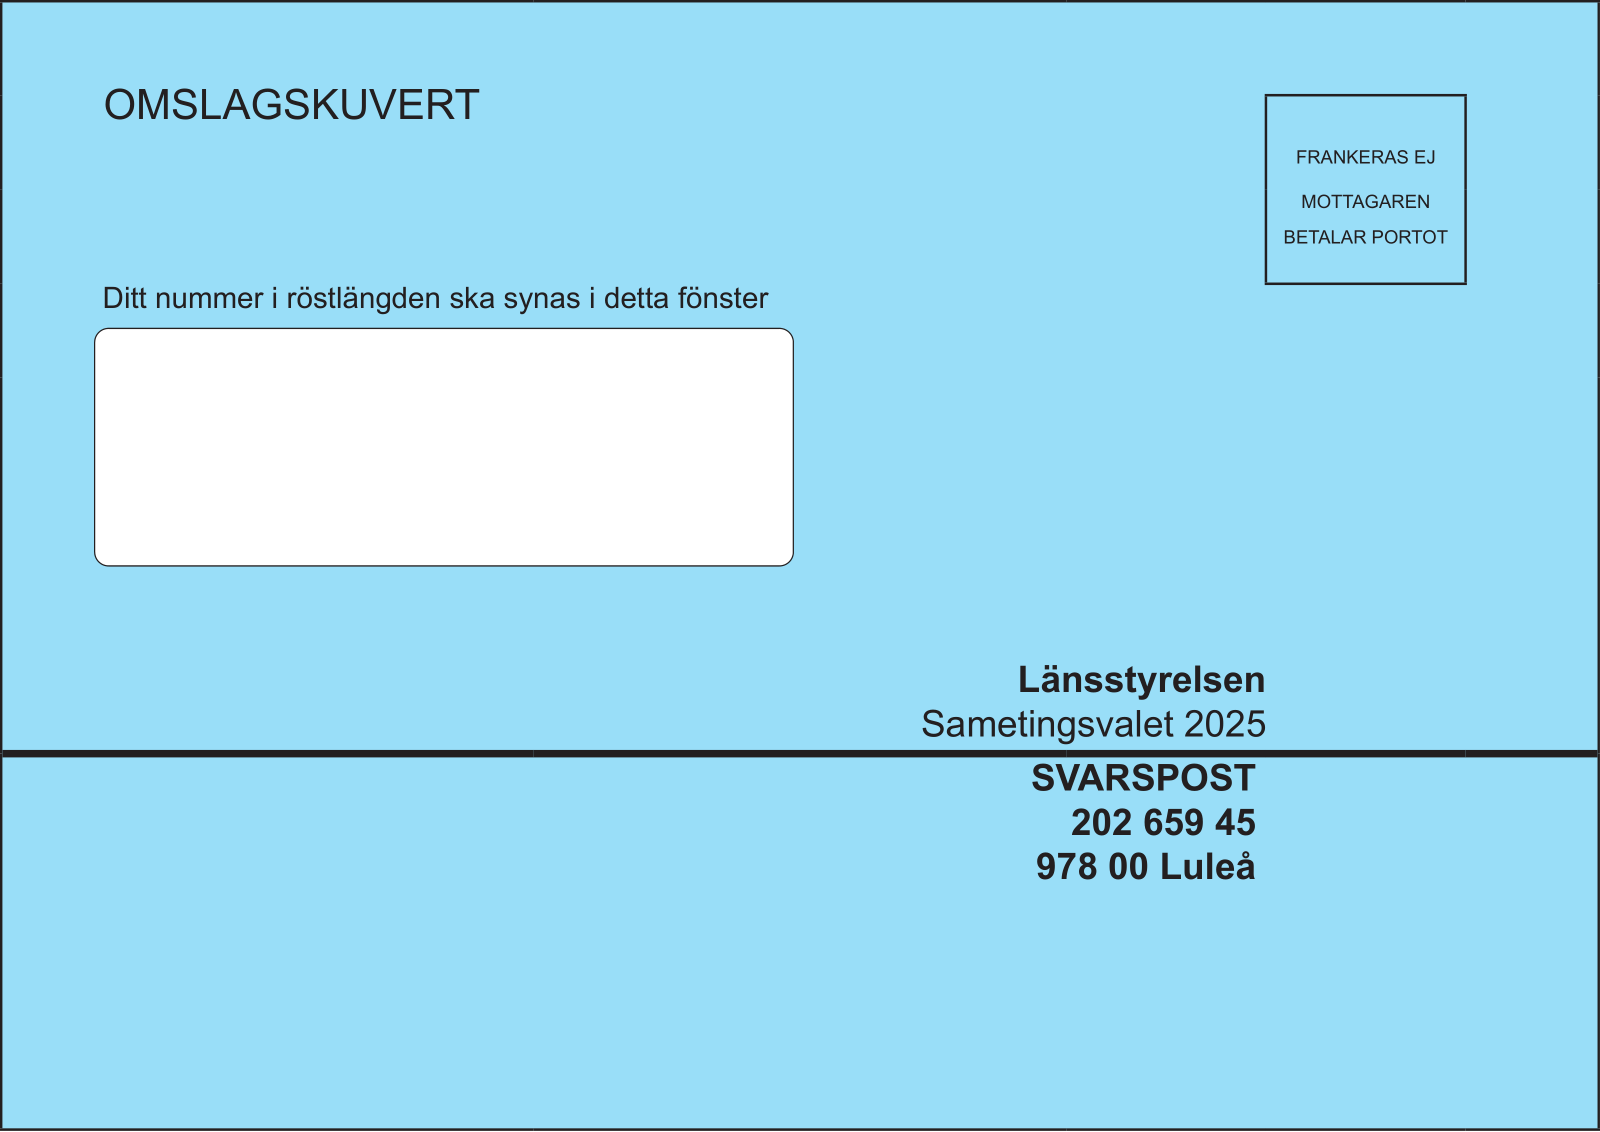 OMSLAGSKUVERT
FRANKERAS EJ
MOTTAGAREN
BETALAR PORTOT
Ditt nummer i röstlängden ska synas i detta fönster
Länsstyrelsen
Sametingsvalet 2025
SVARSPOST
202 659 45
978 00 Luleå